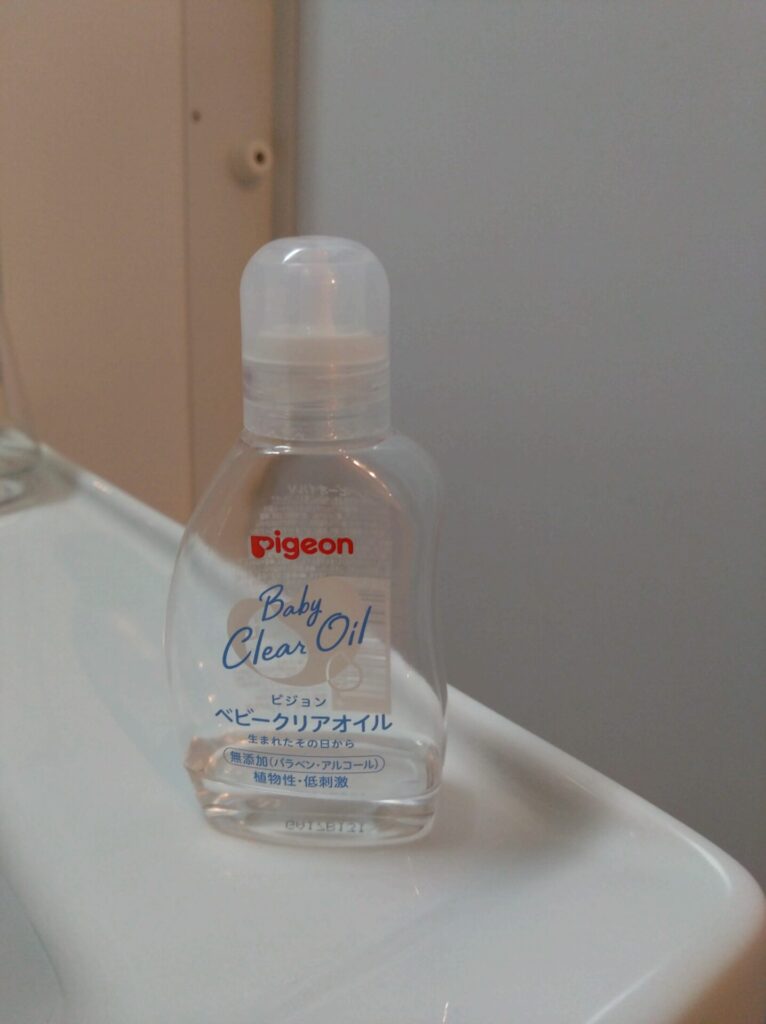 pigeon
Baby
Clear Oil
ピジョン
ベビークリアオイル
生まれたその日から
無添加(パラベン・アルコール)
植物性・低刺激